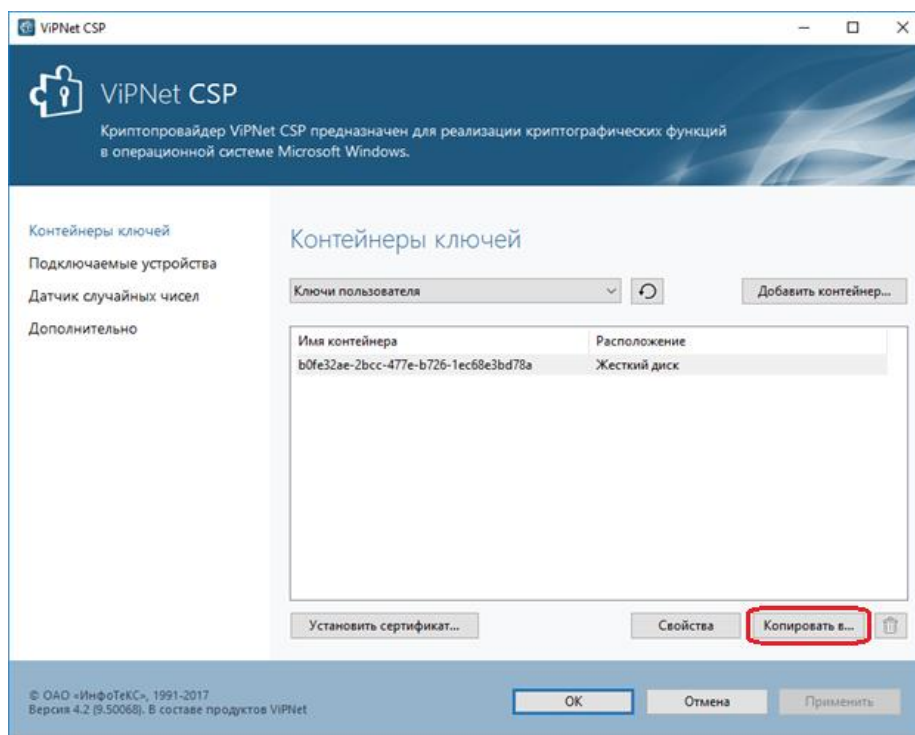 ViPNet CSP
ViPNet CSP
Криптопровайдер ViPNet CSP предназначен для реализации криптографических функций
в операционной системе Microsoft Windows.
Контейнеры ключей
Подключаемые устройства
Датчик случайных чисел
Дополнительно
Контейнеры ключей
Ключи пользователя
Добавить контейнер...
Имя контейнера Расположение
b0fe32ae-2bcc-477e-b726-1ec68e3bd78a Жесткий диск
Установить сертификат... Свойства Копировать в...
© ОАО «ИнфоТеКС», 1991-2017
Версия 4.2 (9.50068). В составе продуктов ViPNet
OK Отмена Применить